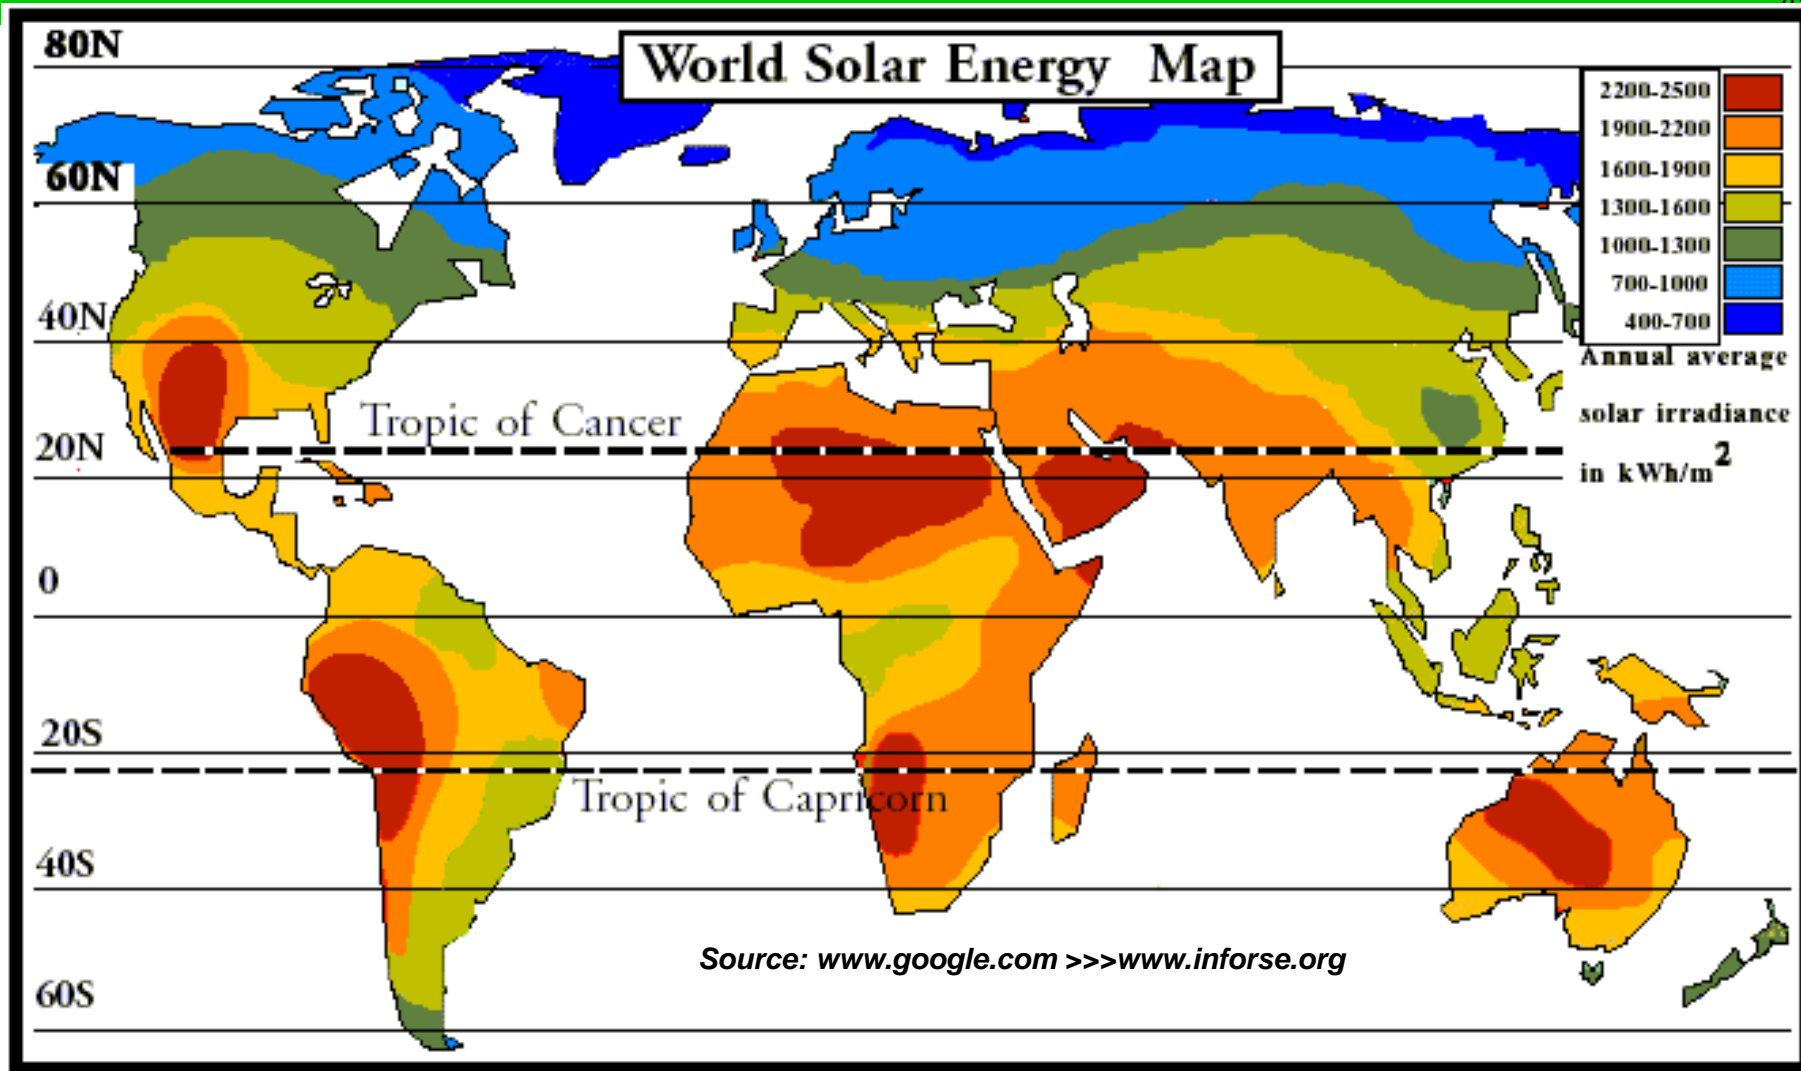 80N
World Solar Energy Map
2200-2500
1900-2200
1600-1900
1300-1600
1000-1300
700-1000
400-700
Annual average
solar irradiance
in kWh/m2
60N
40N
Tropic of Cancer
20N
0
20S
Tropic of Capricorn
40S
Source: www.google.com >>>www.inforse.org
60S